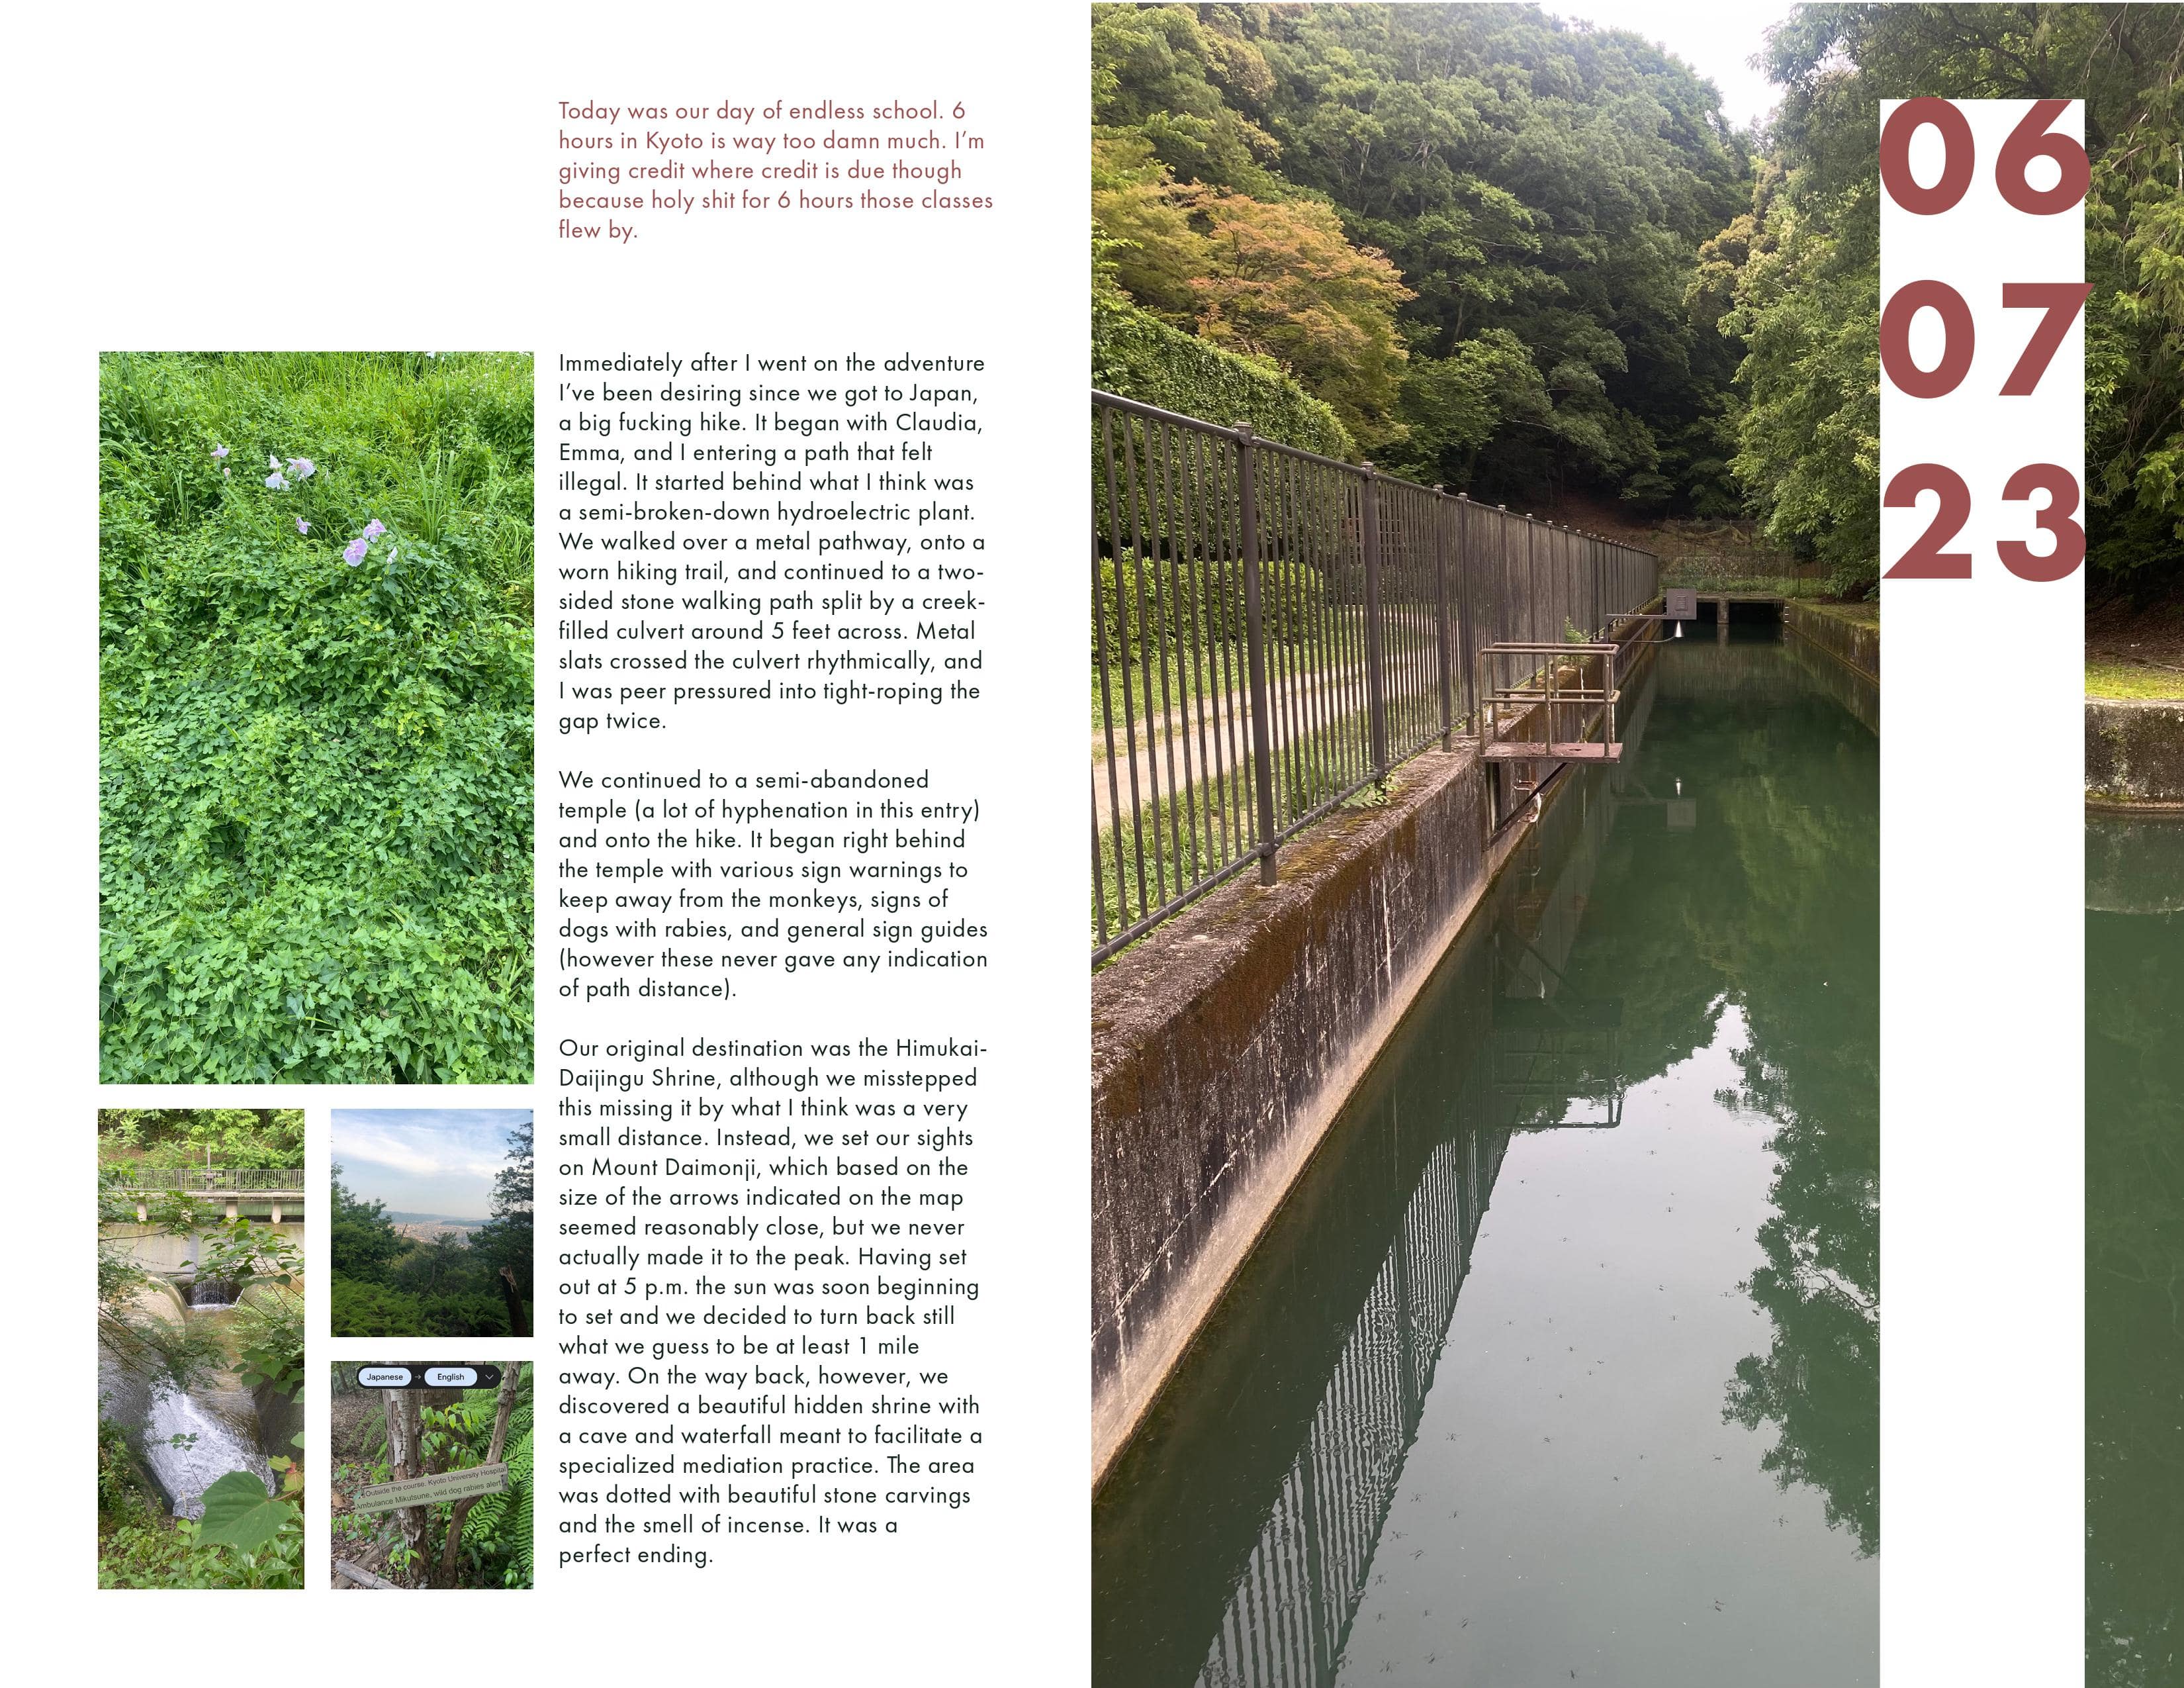 Today was our day of endless school. 6
hours in Kyoto is way too damn much. I’m
giving credit where credit is due though
because holy shit for 6 hours those classes
flew by.
Immediately after I went on the adventure
I’ve been desiring since we got to Japan,
a big fucking hike. It began with Claudia,
Emma, and I entering a path that felt
illegal. It started behind what I think was
a semi-broken-down hydroelectric plant.
We walked over a metal pathway, onto a
worn hiking trail, and continued to a two-
sided stone walking path split by a creek-
filled culvert around 5 feet across. Metal
slats crossed the culvert rhythmically, and
I was peer pressured into tight-roping the
gap twice.
We continued to a semi-abandoned
temple (a lot of hyphenation in this entry)
and onto the hike. It began right behind
the temple with various sign warnings to
keep away from the monkeys, signs of
dogs with rabies, and general sign guides
(however these never gave any indication
of path distance).
Our original destination was the Himukai-
Daijingu Shrine, although we misstepped
this missing it by what I think was a very
small distance. Instead, we set our sights
on Mount Daimonji, which based on the
size of the arrows indicated on the map
seemed reasonably close, but we never
actually made it to the peak. Having set
out at 5 p.m. the sun was soon beginning
to set and we decided to turn back still
what we guess to be at least 1 mile
away. On the way back, however, we
discovered a beautiful hidden shrine with
a cave and waterfall meant to facilitate a
specialized mediation practice. The area
was dotted with beautiful stone carvings
and the smell of incense. It was a
perfect ending.
Japanese → English
Outside the course, Kyoto University Hospital
Ambulance Mikutsune, wild dog rabies alert
06
07
23